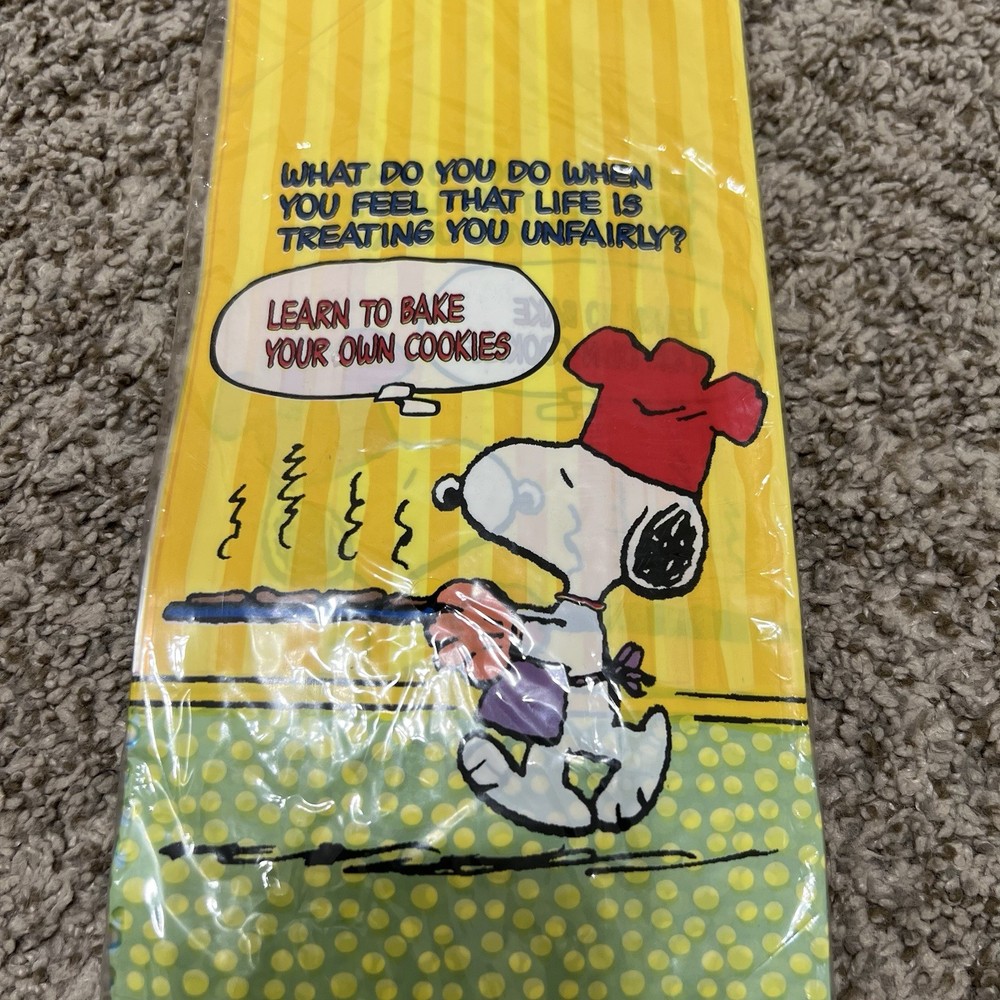 WHAT DO YOU DO WHEN
YOU FEEL THAT LIFE IS
TREATING YOU UNFAIRLY?
LEARN TO BAKE
YOUR OWN COOKIES